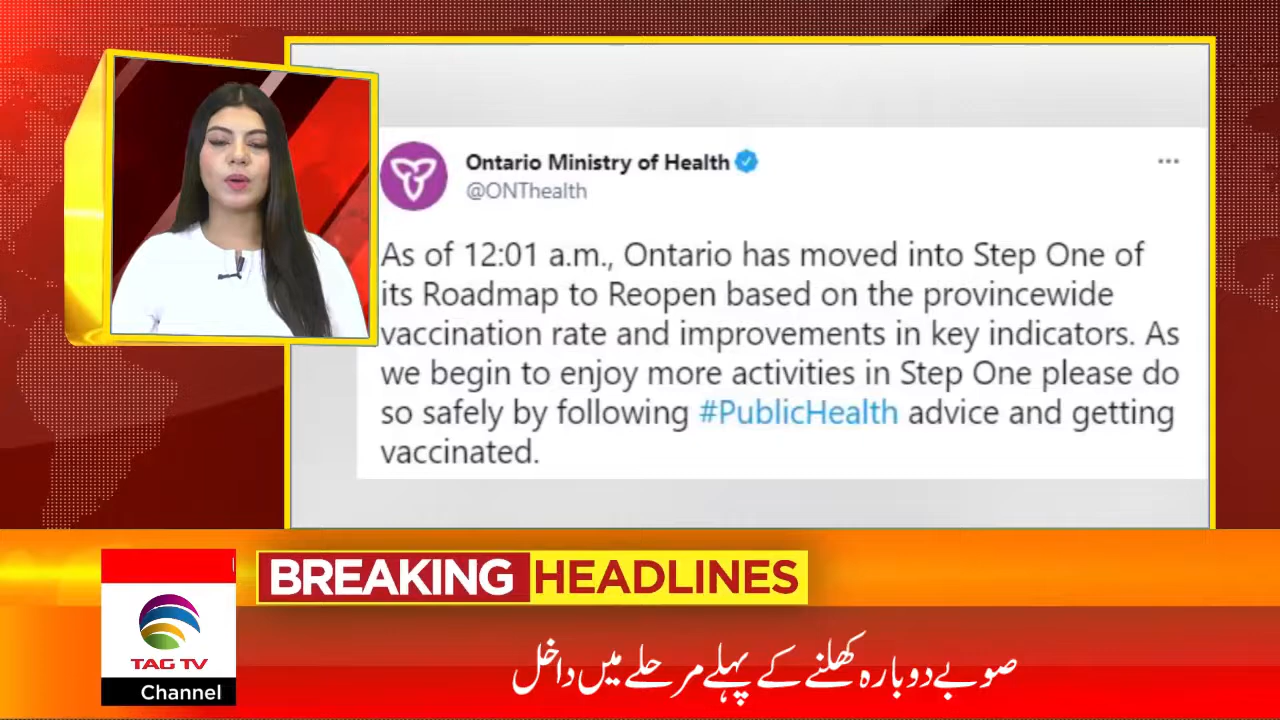 Ontario Ministry of Health
@ONThealth
As of 12:01 a.m., Ontario has moved into Step One of
its Roadmap to Reopen based on the provincewide
vaccination rate and improvements in key indicators. As
we begin to enjoy more activities in Step One please do
so safely by following #PublicHealth advice and getting
vaccinated.
BREAKING HEADLINES
TAG TV
Channel
صوبے دوبارہ کھلنے کے پہلے مرحلے میں داخل